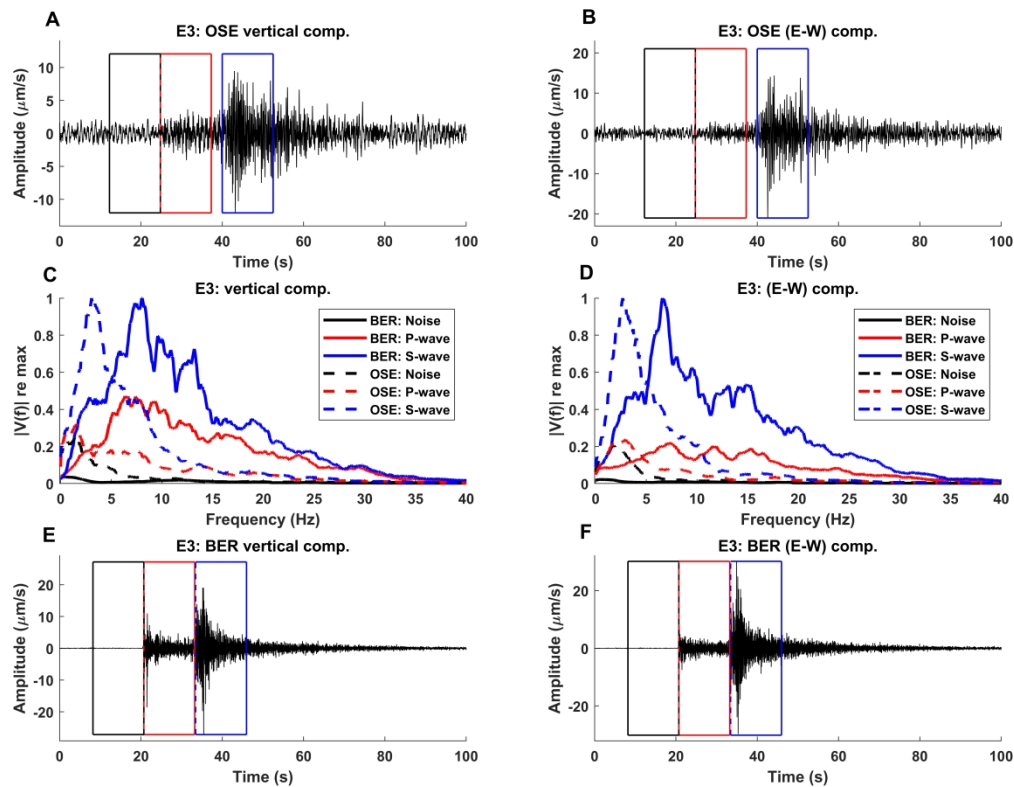 A
E3: OSE vertical comp.
Amplitude (μm/s)
10
5
0
-5
-10
0 20 40 60 80 100
Time (s)
B
E3: OSE (E-W) comp.
Amplitude (μm/s)
20
10
0
-10
-20
0 20 40 60 80 100
Time (s)
C
E3: vertical comp.
|V(f)| re max
1
0.8
0.6
0.4
0.2
0
0 5 10 15 20 25 30 35 40
Frequency (Hz)
BER: Noise
BER: P-wave
BER: S-wave
OSE: Noise
OSE: P-wave
OSE: S-wave
D
E3: (E-W) comp.
|V(f)| re max
1
0.8
0.6
0.4
0.2
0
0 5 10 15 20 25 30 35 40
Frequency (Hz)
BER: Noise
BER: P-wave
BER: S-wave
OSE: Noise
OSE: P-wave
OSE: S-wave
E
E3: BER vertical comp.
Amplitude (μm/s)
20
10
0
-10
-20
0 20 40 60 80 100
Time (s)
F
E3: BER (E-W) comp.
Amplitude (μm/s)
20
0
-20
0 20 40 60 80 100
Time (s)